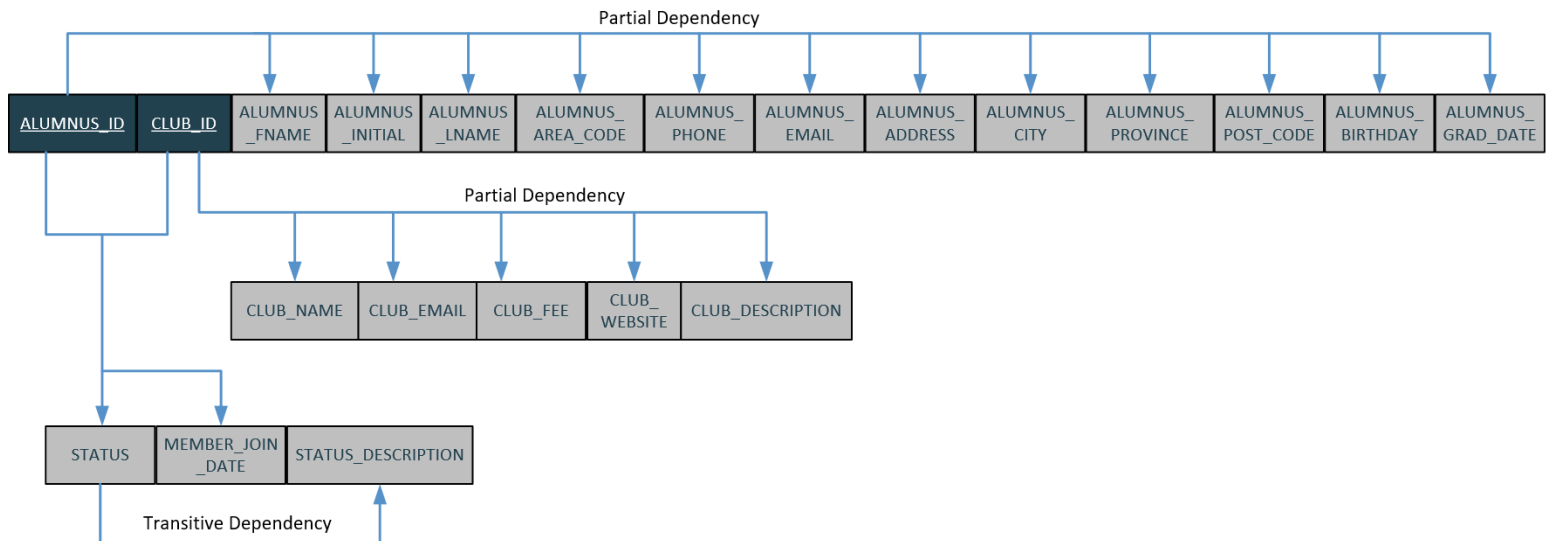 Partial Dependency
ALUMNUS_ID
CLUB_ID
ALUMNUS
_FNAME
ALUMNUS
_INITIAL
ALUMNUS
_LNAME
ALUMNUS_
AREA_CODE
ALUMNUS_
PHONE
ALUMNUS_
EMAIL
ALUMNUS_
ADDRESS
ALUMNUS_
CITY
ALUMNUS_
PROVINCE
ALUMNUS_
POST_CODE
ALUMNUS_
BIRTHDAY
ALUMNUS_
GRAD_DATE
Partial Dependency
CLUB_NAME
CLUB_EMAIL
CLUB_FEE
CLUB_
WEBSITE
CLUB_DESCRIPTION
STATUS
MEMBER_JOIN
_DATE
STATUS_DESCRIPTION
Transitive Dependency